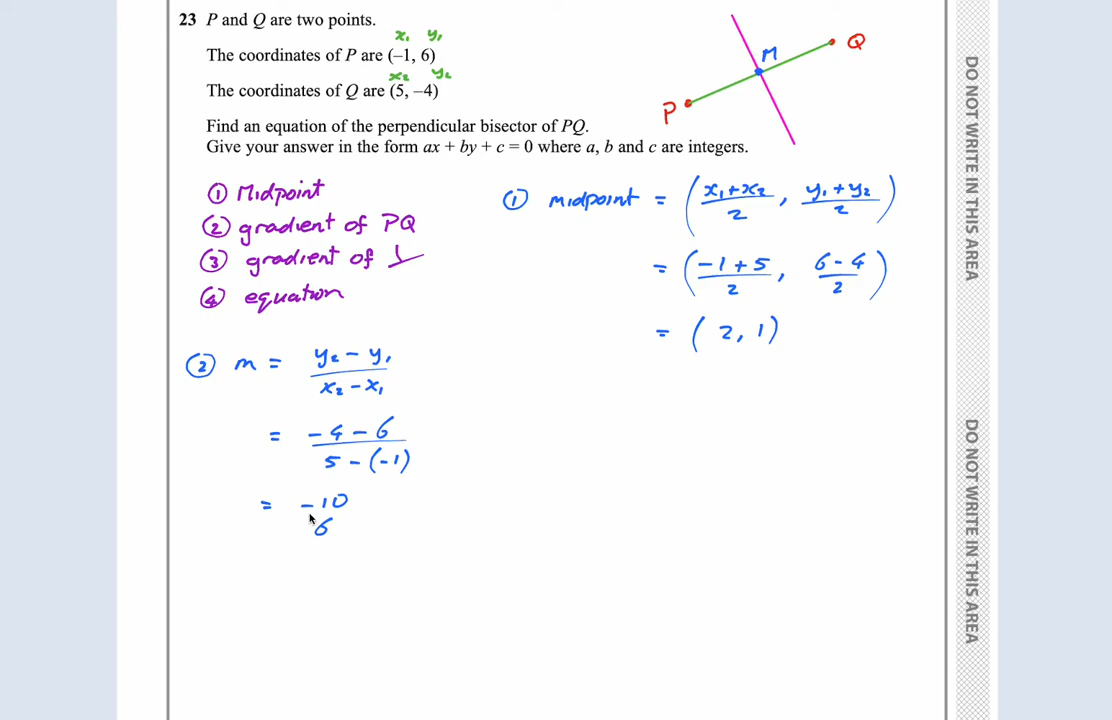 23 P and Q are two points.
x₁ y₁
The coordinates of P are (–1, 6)
x₂ y₂
The coordinates of Q are (5, –4)
Find an equation of the perpendicular bisector of PQ.
Give your answer in the form ax + by + c = 0 where a, b and c are integers.
P
M
Q
① Midpoint
② gradient of PQ
③ gradient of ⊥
④ equation
① midpoint = ( (x₁+x₂)/2 , (y₁+y₂)/2 )
= ( (-1+5)/2 , (6-4)/2 )
= ( 2, 1)
② m = (y₂ - y₁)/(x₂ - x₁)
= (-4 - 6)/(5 - (-1))
= -10
6
DO NOT WRITE IN THIS AREA
DO NOT WRITE IN THIS AREA